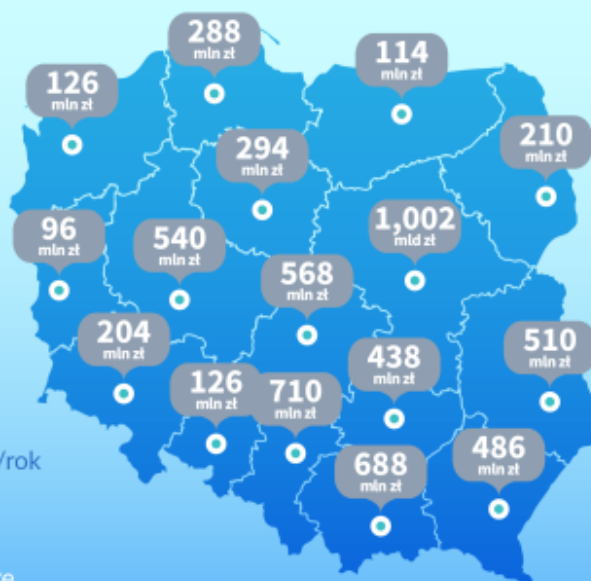 288
mln zł
114
mln zł
126
mln zł
210
mln zł
294
mln zł
1,002
mld zł
96
mln zł
540
mln zł
568
mln zł
204
mln zł
510
mln zł
438
mln zł
126
mln zł
710
mln zł
486
mln zł
688
mln zł
/rok